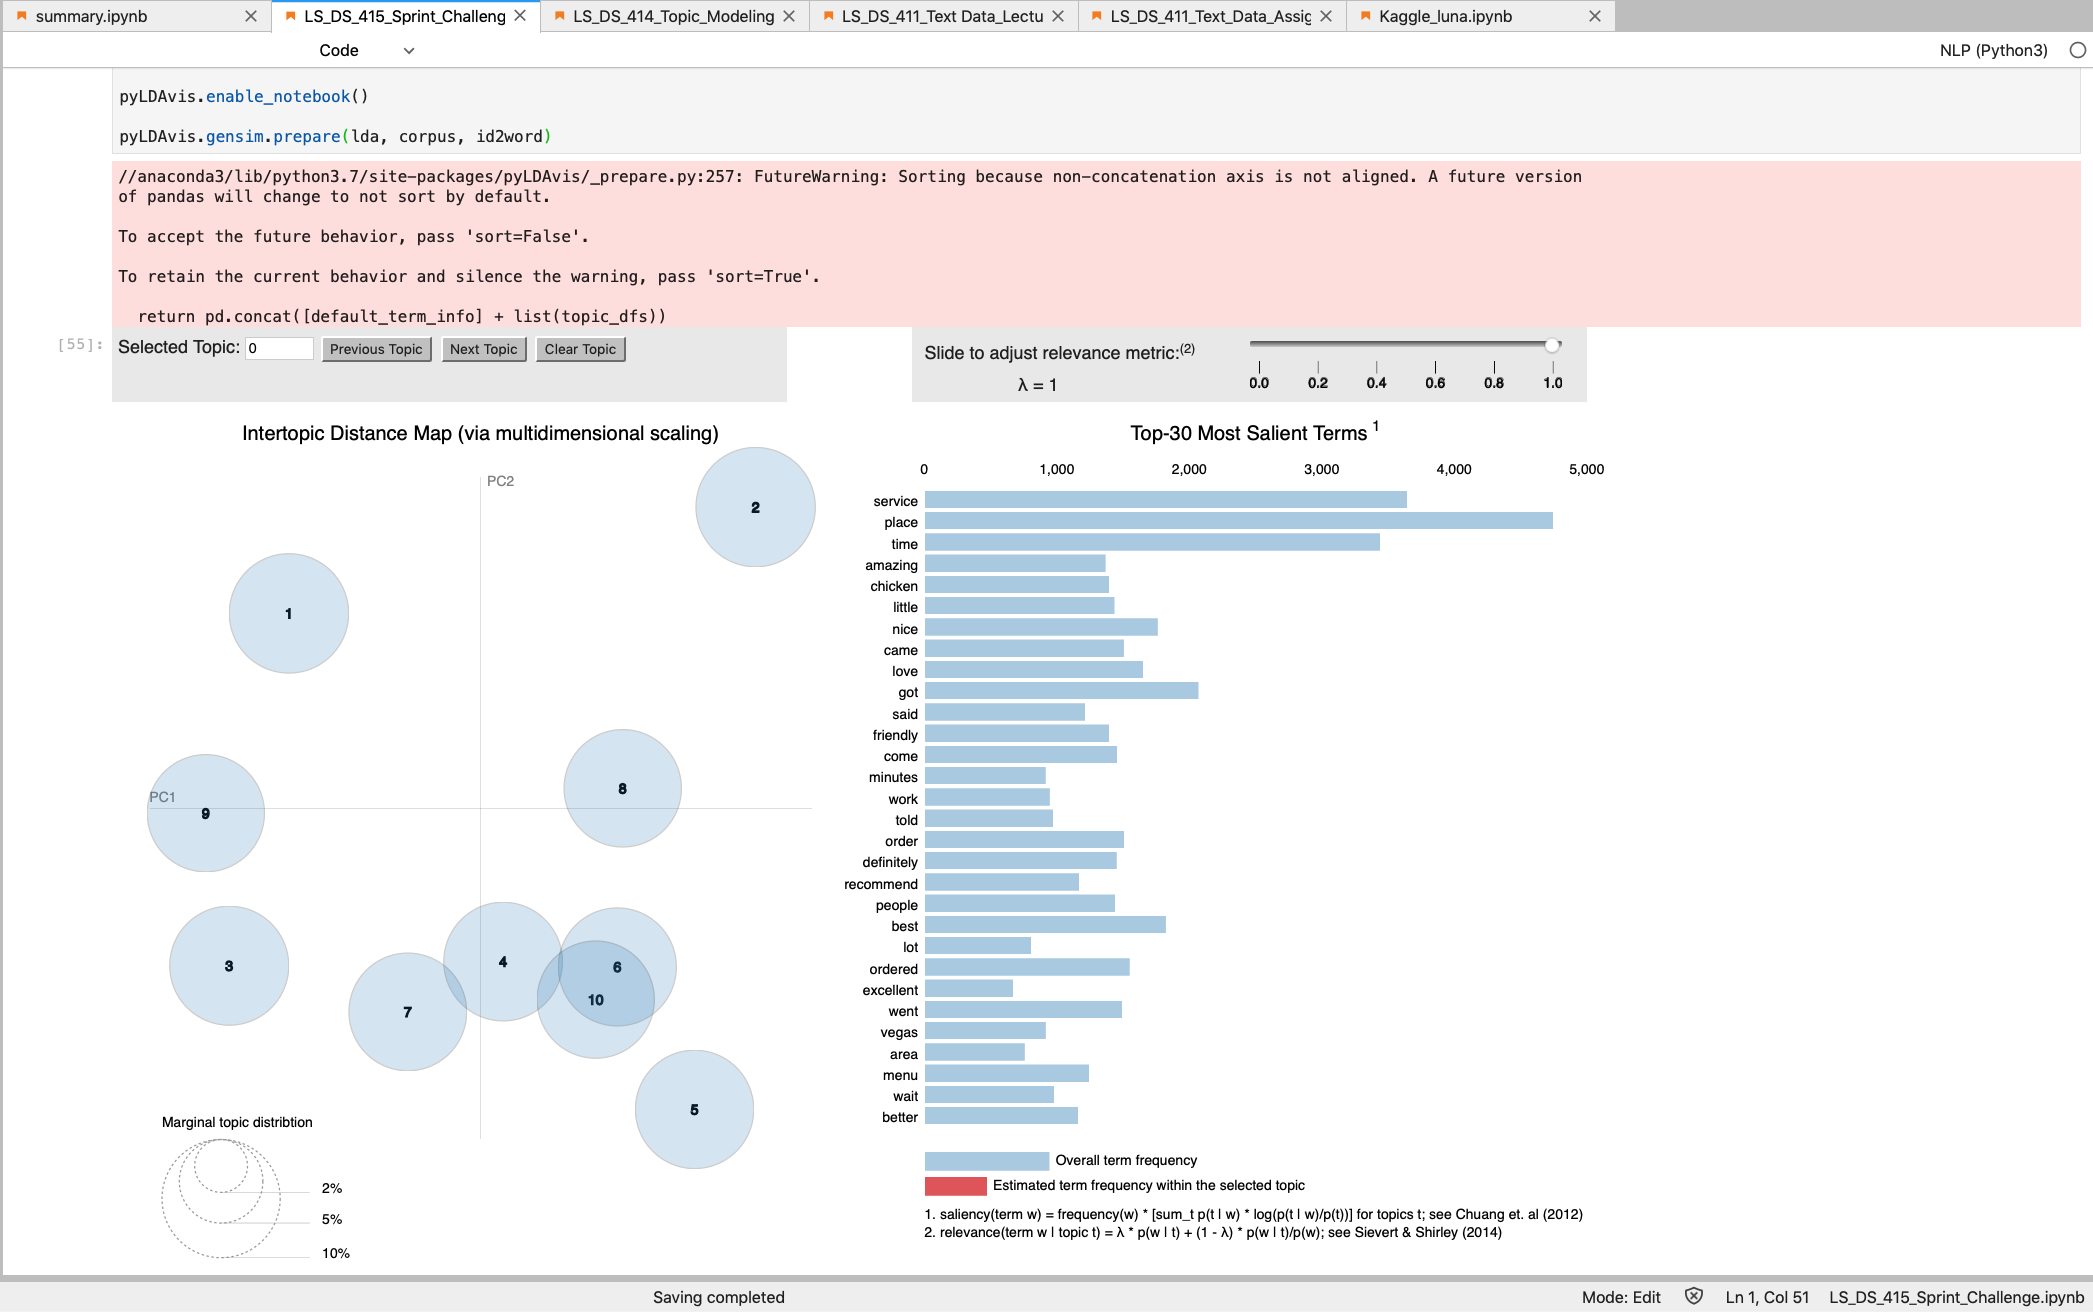 summary.ipynb
LS_DS_415_Sprint_Challeng
LS_DS_414_Topic_Modeling
LS_DS_411_Text Data_Lectu
LS_DS_411_Text_Data_Assig
Kaggle_luna.ipynb
Code
NLP (Python3)
pyLDAvis.enable_notebook()
pyLDAvis.gensim.prepare(lda, corpus, id2word)
//anaconda3/lib/python3.7/site-packages/pyLDAvis/_prepare.py:257: FutureWarning: Sorting because non-concatenation axis is not aligned. A future version
of pandas will change to not sort by default.
To accept the future behavior, pass 'sort=False'.
To retain the current behavior and silence the warning, pass 'sort=True'.
return pd.concat([default_term_info] + list(topic_dfs))
[55]:
Selected Topic: 0 Previous Topic Next Topic Clear Topic
Slide to adjust relevance metric:(2)
λ = 1
0.0 0.2 0.4 0.6 0.8 1.0
Intertopic Distance Map (via multidimensional scaling)
PC2
2
1
8
PC1
9
3
4
6
10
7
5
Marginal topic distribtion
2%
5%
10%
Top-30 Most Salient Terms 1
0 1,000 2,000 3,000 4,000 5,000
service
place
time
amazing
chicken
little
nice
came
love
got
said
friendly
come
minutes
work
told
order
definitely
recommend
people
best
lot
ordered
excellent
went
vegas
area
menu
wait
better
Overall term frequency
Estimated term frequency within the selected topic
1. saliency(term w) = frequency(w) * [sum_t p(t | w) * log(p(t | w)/p(t))] for topics t; see Chuang et. al (2012)
2. relevance(term w | topic t) = λ * p(w | t) + (1 - λ) * p(w | t)/p(w); see Sievert & Shirley (2014)
Saving completed
Mode: Edit
Ln 1, Col 51
LS_DS_415_Sprint_Challenge.ipynb